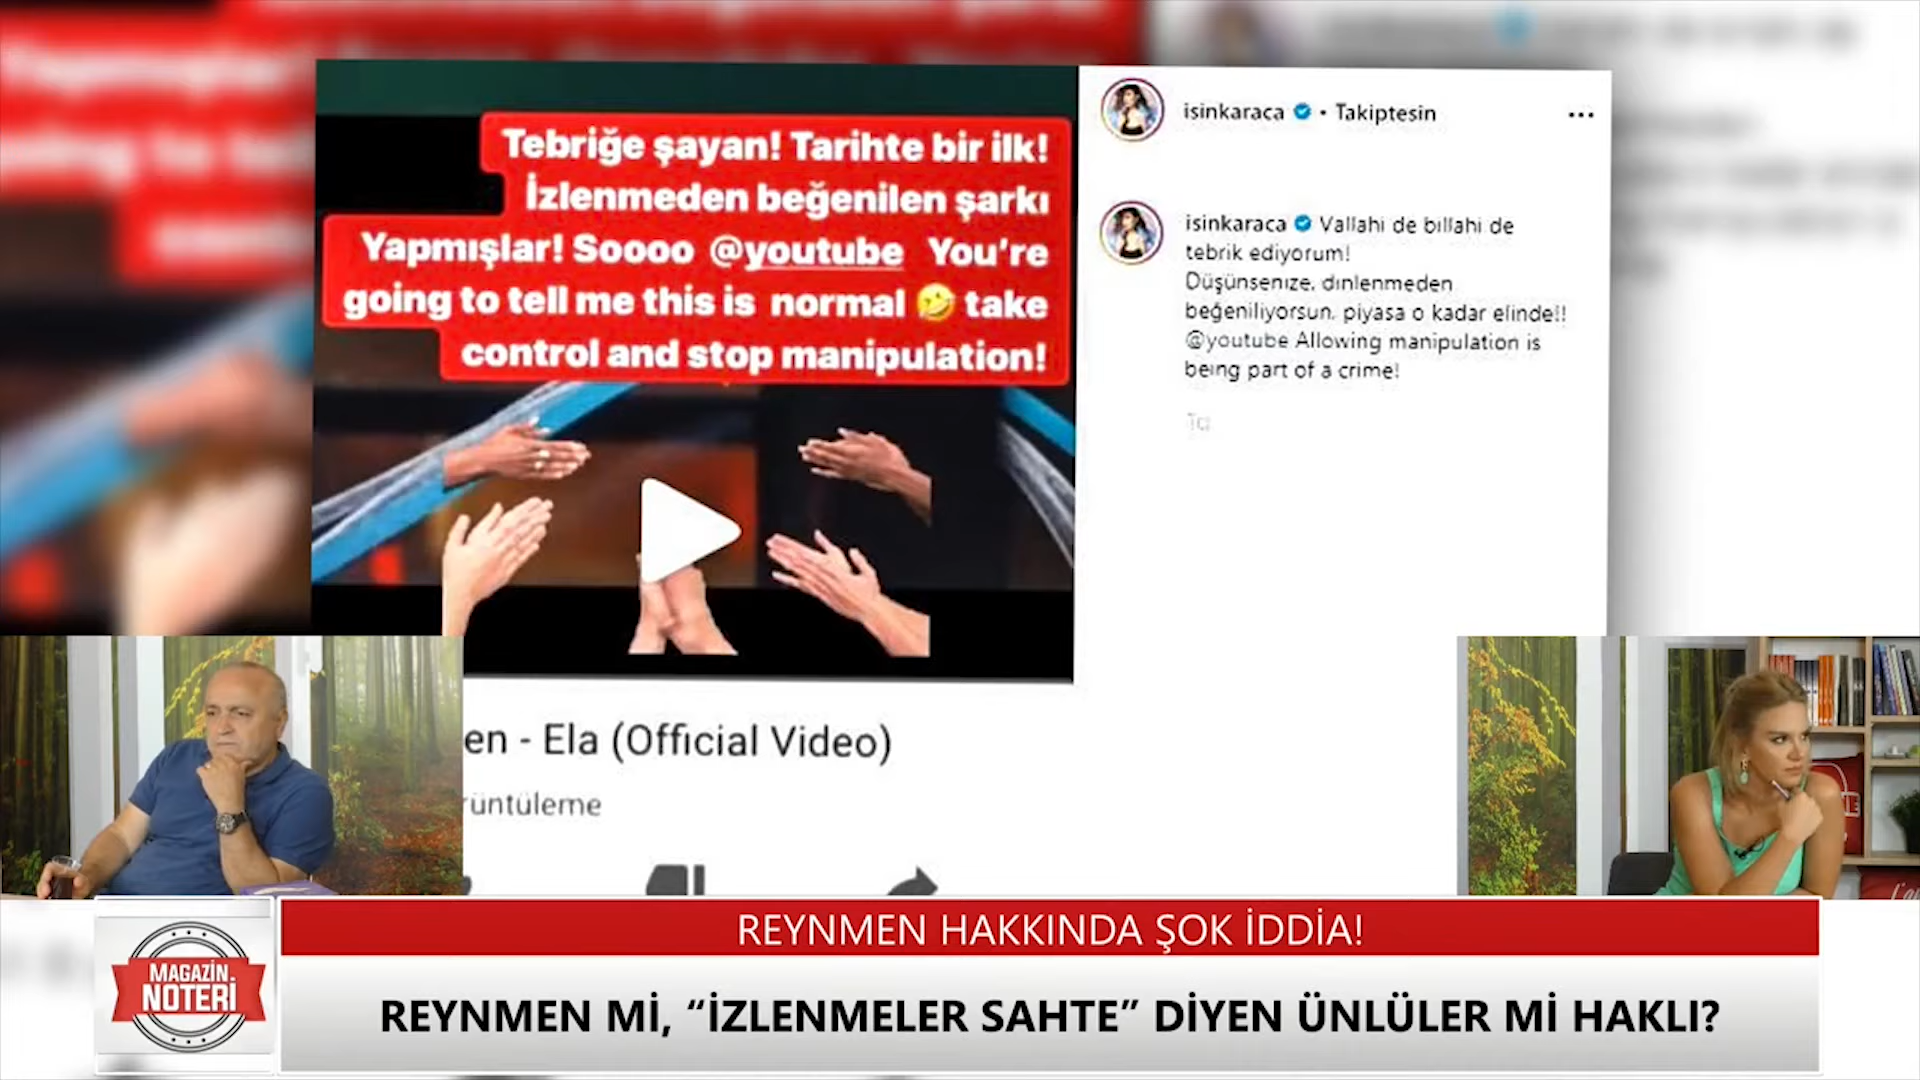 Tebriğe şayan! Tarihte bir ilk!
İzlenmeden beğenilen şarkı
Yapmışlar! Soooo @youtube You're
going to tell me this is normal 🤣 take
control and stop manipulation!
isinkaraca • Takiptesin
isinkaraca Vallahi de billahi de
tebrik ediyorum!
Düşünsenize, dinlenmeden
beğeniliyorsun, piyasa o kadar elinde!!
@youtube Allowing manipulation is
being part of a crime!
en - Ela (Official Video)
rüntüleme
REYNMEN HAKKINDA ŞOK İDDİA!
MAGAZİN
NOTERİ
REYNMEN Mİ, “İZLENMELER SAHTE” DİYEN ÜNLÜLER Mİ HAKLI?